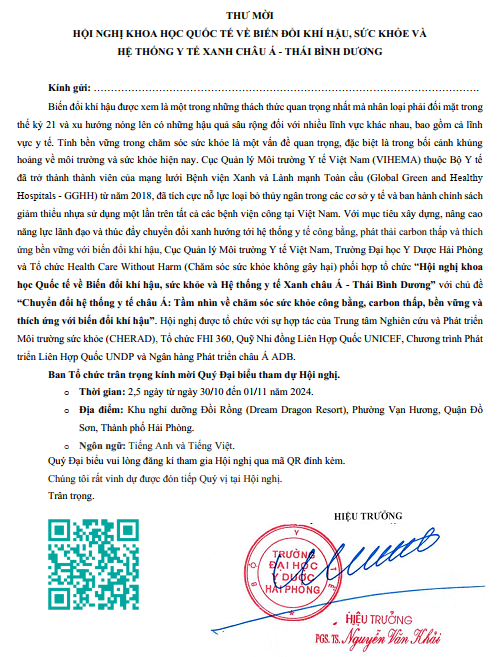 THƯ MỜI
HỘI NGHỊ KHOA HỌC QUỐC TẾ VỀ BIẾN ĐỔI KHÍ HẬU, SỨC KHỎE VÀ
HỆ THỐNG Y TẾ XANH CHÂU Á - THÁI BÌNH DƯƠNG
Kính gửi: ………………………………………………………………………………….
Biến đổi khí hậu được xem là một trong những thách thức quan trọng nhất mà nhân loại phải đối mặt trong
thế kỷ 21 và xu hướng nóng lên có những hậu quả sâu rộng đối với nhiều lĩnh vực khác nhau, bao gồm cả lĩnh
vực y tế. Tính bền vững trong chăm sóc sức khỏe là một vấn đề quan trọng, đặc biệt là trong bối cảnh khủng
hoảng về môi trường và sức khỏe hiện nay. Cục Quản lý Môi trường Y tế Việt Nam (VIHEMA) thuộc Bộ Y tế
đã trở thành thành viên của mạng lưới Bệnh viện Xanh và Lành mạnh Toàn cầu (Global Green and Healthy
Hospitals - GGHH) từ năm 2018, đã tích cực nỗ lực loại bỏ thủy ngân trong các cơ sở y tế và ban hành chính sách
giảm thiểu nhựa sử dụng một lần trên tất cả các bệnh viện công tại Việt Nam. Với mục tiêu xây dựng, nâng cao
năng lực lãnh đạo và thúc đẩy chuyển đổi xanh hướng tới hệ thống y tế công bằng, phát thải carbon thấp và thích
ứng bền vững với biến đổi khí hậu, Cục Quản lý Môi trường Y tế Việt Nam, Trường Đại học Y Dược Hải Phòng
và Tổ chức Health Care Without Harm (Chăm sóc sức khỏe không gây hại) phối hợp tổ chức “Hội nghị khoa
học Quốc tế về Biến đổi khí hậu, sức khỏe và Hệ thống y tế Xanh châu Á - Thái Bình Dương” với chủ đề
“Chuyển đổi hệ thống y tế châu Á: Tầm nhìn về chăm sóc sức khỏe công bằng, carbon thấp, bền vững và
thích ứng với biến đổi khí hậu”. Hội nghị được tổ chức với sự hợp tác của Trung tâm Nghiên cứu và Phát triển
Môi trường sức khỏe (CHERAD), Tổ chức FHI 360, Quỹ Nhi đồng Liên Hợp Quốc UNICEF, Chương trình Phát
triển Liên Hợp Quốc UNDP và Ngân hàng Phát triển châu Á ADB.
Ban Tổ chức trân trọng kính mời Quý Đại biểu tham dự Hội nghị.
o Thời gian: 2,5 ngày từ ngày 30/10 đến 01/11 năm 2024.
o Địa điểm: Khu nghỉ dưỡng Đồi Rồng (Dream Dragon Resort), Phường Vạn Hương, Quận Đồ
Sơn, Thành phố Hải Phòng.
o Ngôn ngữ: Tiếng Anh và Tiếng Việt.
Quý Đại biểu vui lòng đăng kí tham gia Hội nghị qua mã QR đính kèm.
Chúng tôi rất vinh dự được đón tiếp Quý vị tại Hội nghị.
Trân trọng.
HIỆU TRƯỞNG
BỘ Y TẾ
TRƯỜNG
ĐẠI HỌC
Y DƯỢC
HẢI PHÒNG
HIỆU TRƯỞNG
PGS. TS. Nguyễn Văn Khải